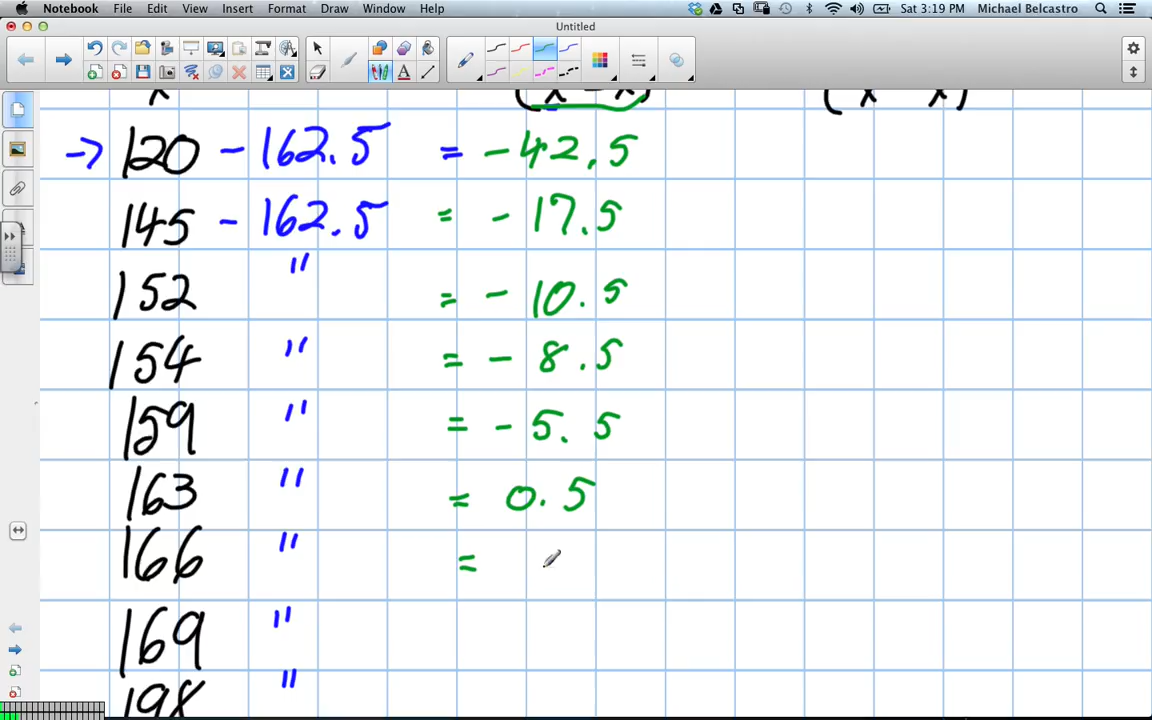 Notebook File Edit View Insert Format Draw Window Help Sat 3:19 PM Michael Belcastro
Untitled
x (x - x) (x x)
→ 120 - 162.5 = - 42.5
145 - 162.5 = - 17.5
152 " = - 10.5
154 " = - 8.5
159 " = - 5.5
163 " = 0.5
166 " =
169 "
198 "